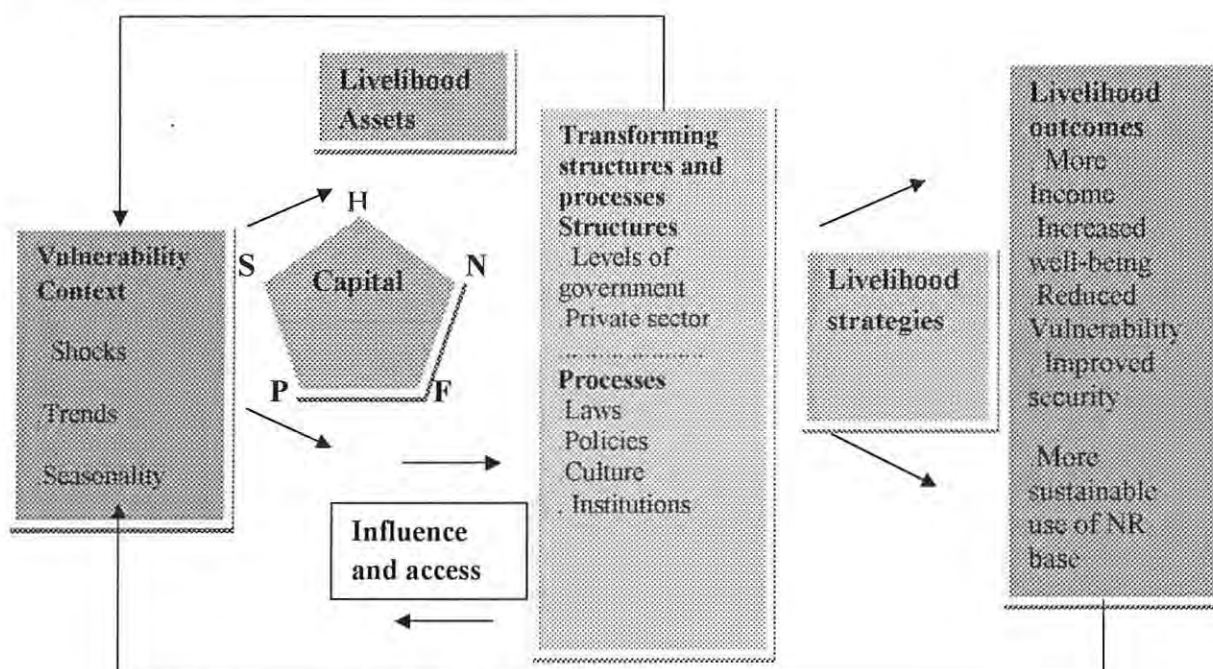 Livelihood
Assets
Vulnerability
Context
Shocks
.Trends
.Seasonality
H
S
N
P
F
Capital
Influence
and access
Transforming
structures and
processes
Structures
. Levels of
government
.Private sector
........................
Processes
.Laws
.Policies
.Culture
. Institutions
Livelihood
strategies
Livelihood
outcomes
. More
Income
.Increased
well-being
.Reduced
Vulnerability
. Improved
security
.More
sustainable
use of NR
base